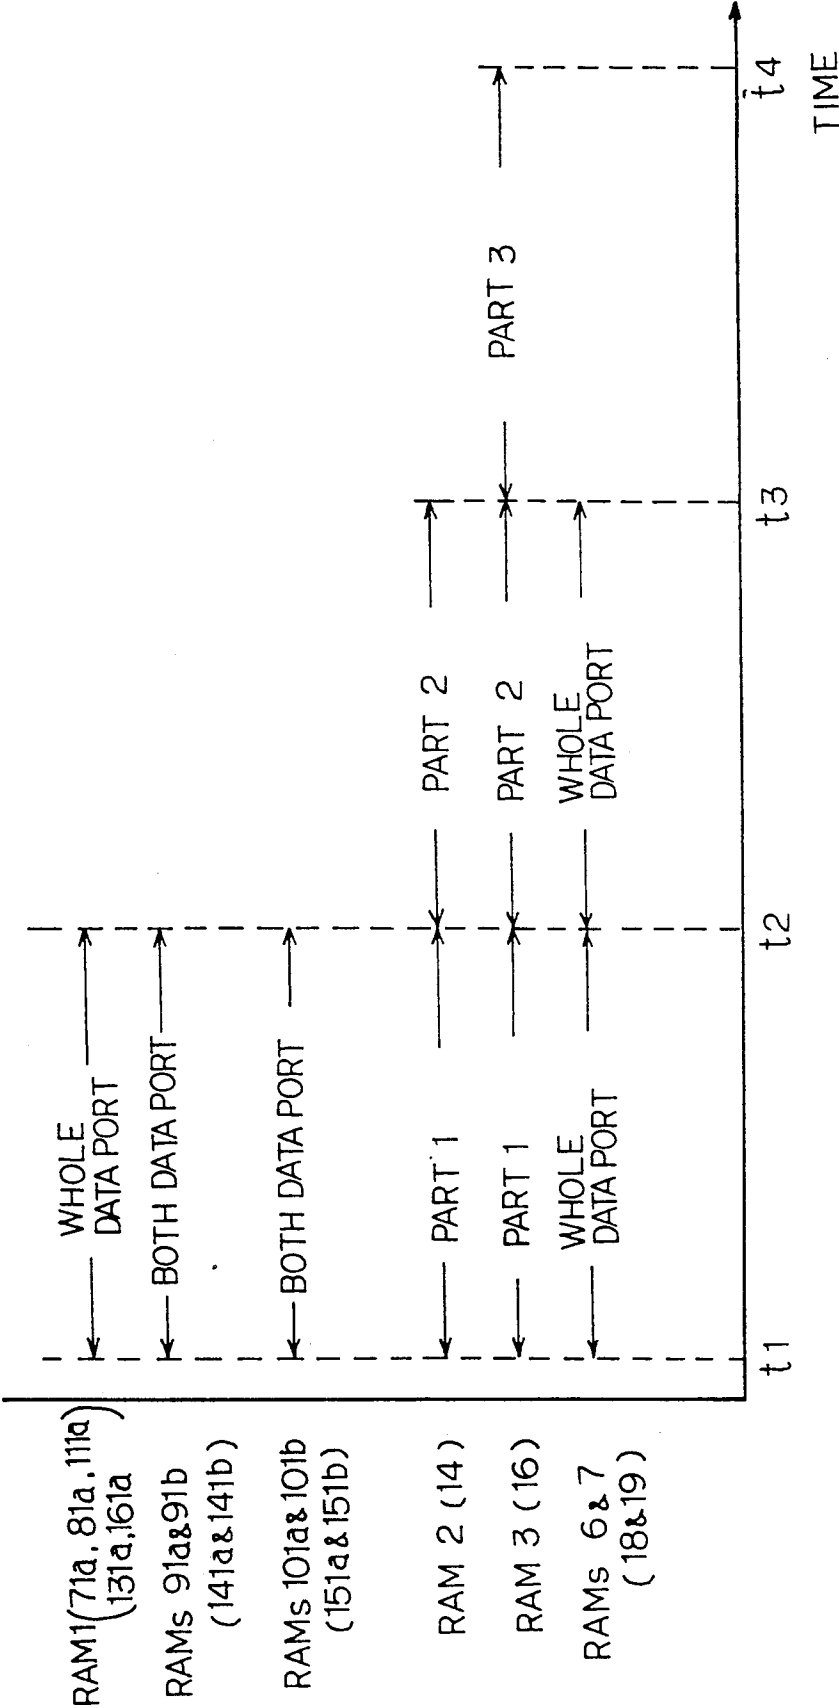 RAM1(71a, 81a, 111a)
(131a,161a
WHOLE
DATA PORT
RAMs 91a&91b
(141a&141b)
BOTH DATA PORT
RAMs 101a&101b
(151a&151b)
BOTH DATA PORT
RAM 2 (14)
PART 1
PART 2
RAM 3 (16)
PART 1
PART 2
PART 3
RAMs 6&7
(18&19)
WHOLE
DATA PORT
WHOLE
DATA PORT
t1
t2
t3
t4
TIME